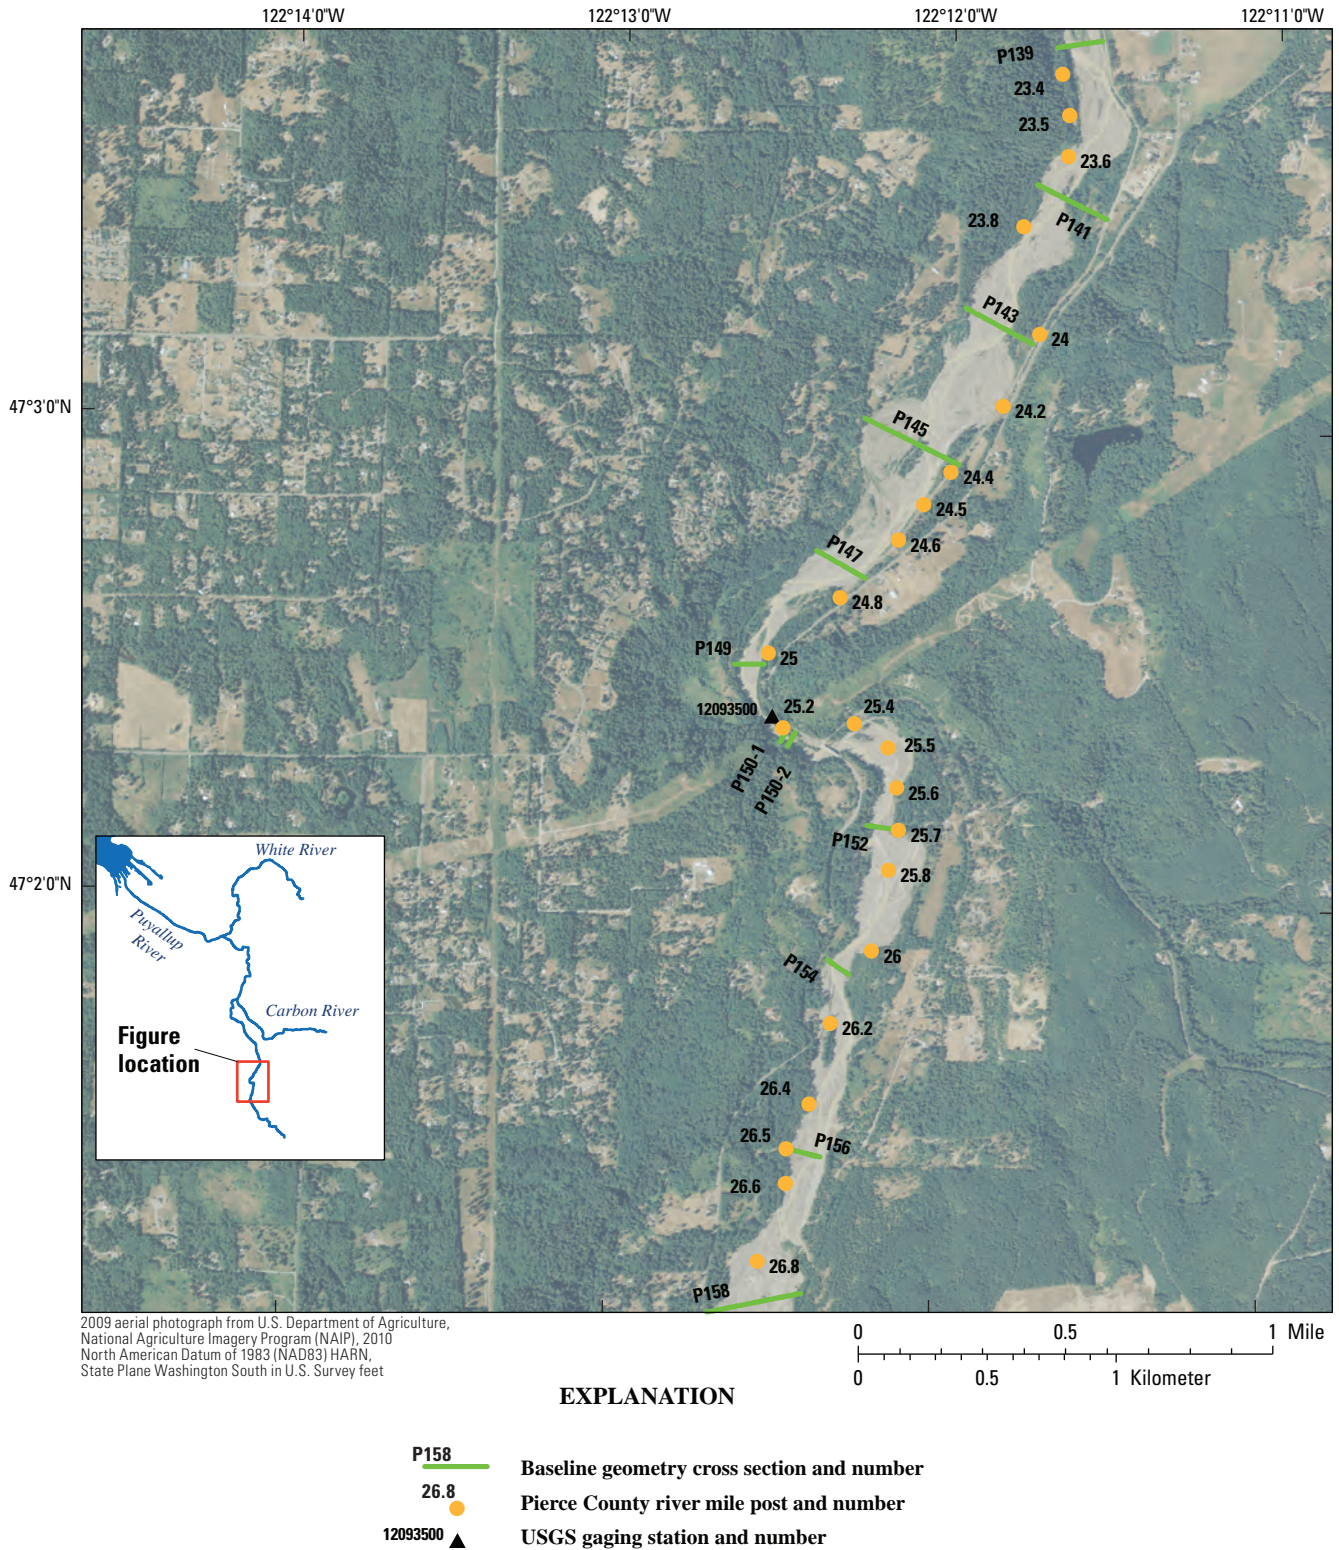 122°14'0"W
122°13'0"W
122°12'0"W
122°11'0"W
P139
23.4
23.5
23.6
P141
23.8
P143
24
47°3'0"N
24.2
P145
24.4
24.5
24.6
P147
24.8
P149
25
12093500
25.2
25.4
25.5
P150-1
P150-2
25.6
P152
25.7
25.8
47°2'0"N
26
P154
26.2
26.4
26.5
P156
26.6
26.8
P158
White River
Puyallup
River
Carbon River
Figure
location
2009 aerial photograph from U.S. Department of Agriculture,
National Agriculture Imagery Program (NAIP), 2010
North American Datum of 1983 (NAD83) HARN,
State Plane Washington South in U.S. Survey feet
0 0.5 1 Mile
0 0.5 1 Kilometer
EXPLANATION
P158
Baseline geometry cross section and number
26.8
Pierce County river mile post and number
12093500
USGS gaging station and number